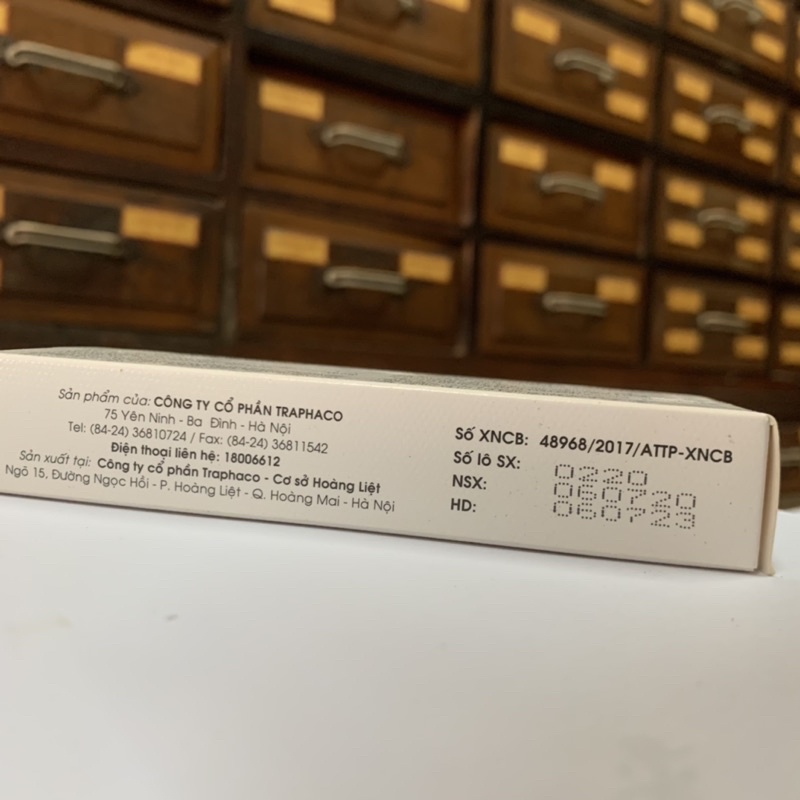 Sản phẩm của: CÔNG TY CỔ PHẦN TRAPHACO
75 Yên Ninh - Ba Đình - Hà Nội
Tel: (84-24) 36810724 / Fax: (84-24) 36811542
Điện thoại liên hệ: 18006612
Sản xuất tại: Công ty cổ phần Traphaco - Cơ sở Hoàng Liệt
Ngõ 15, Đường Ngọc Hồi - P. Hoàng Liệt - Q. Hoàng Mai - Hà Nội
Số XNCB: 48968/2017/ATTP-XNCB
Số lô SX: 0220
NSX: 060720
HD: 060723